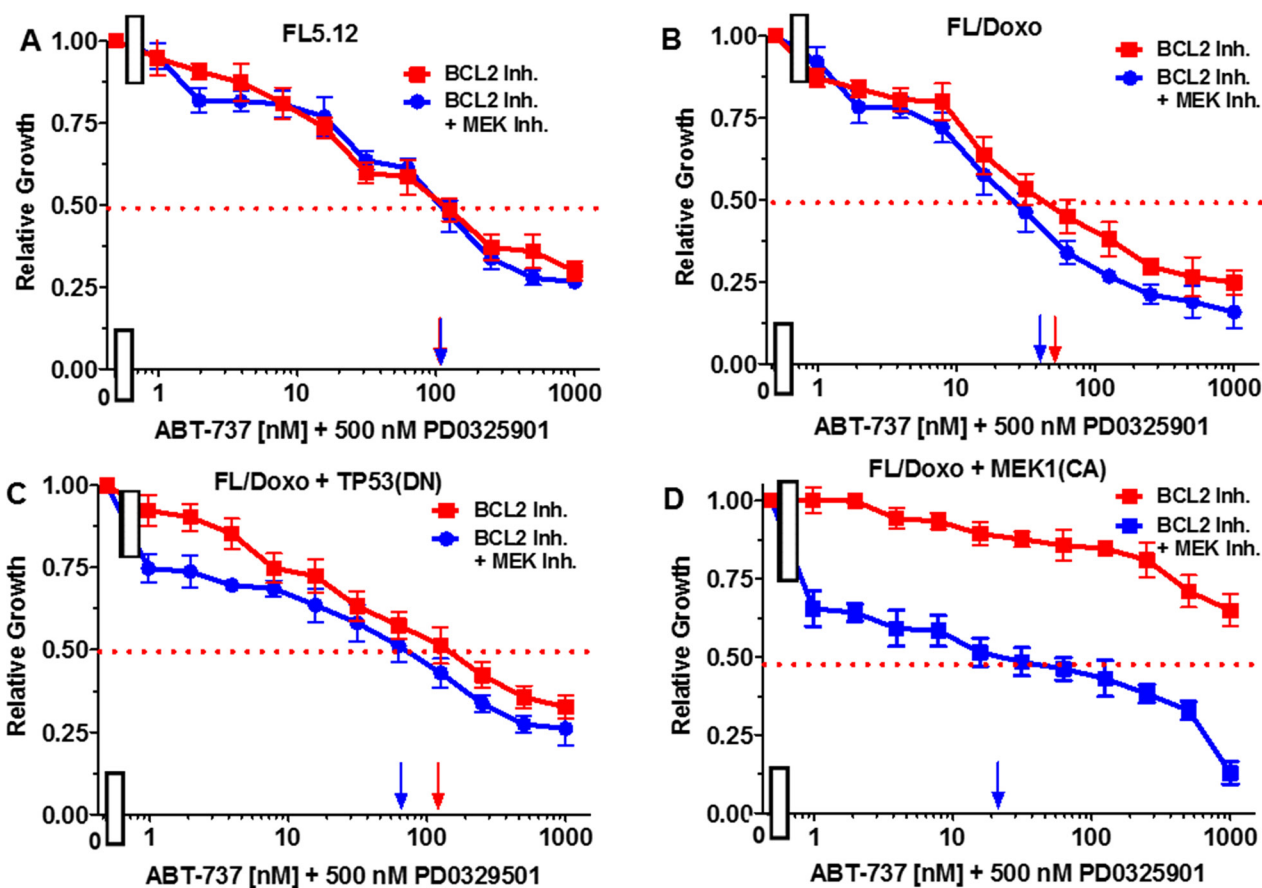 A
FL5.12
1.00
BCL2 Inh.
BCL2 Inh.
+ MEK Inh.
0.75
0.50
0.25
0.00
Relative Growth
0
1
10
100
1000
ABT-737 [nM] + 500 nM PD0325901
B
FL/Doxo
1.00
BCL2 Inh.
BCL2 Inh.
+ MEK Inh.
0.75
0.50
0.25
0.00
Relative Growth
0
1
10
100
1000
ABT-737 [nM] + 500 nM PD0325901
C
FL/Doxo + TP53(DN)
1.00
BCL2 Inh.
BCL2 Inh.
+ MEK Inh.
0.75
0.50
0.25
0.00
Relative Growth
0
1
10
100
1000
ABT-737 [nM] + 500 nM PD0329501
D
FL/Doxo + MEK1(CA)
1.00
BCL2 Inh.
BCL2 Inh.
+ MEK Inh.
0.75
0.50
0.25
0.00
Relative Growth
0
1
10
100
1000
ABT-737 [nM] + 500 nM PD0325901